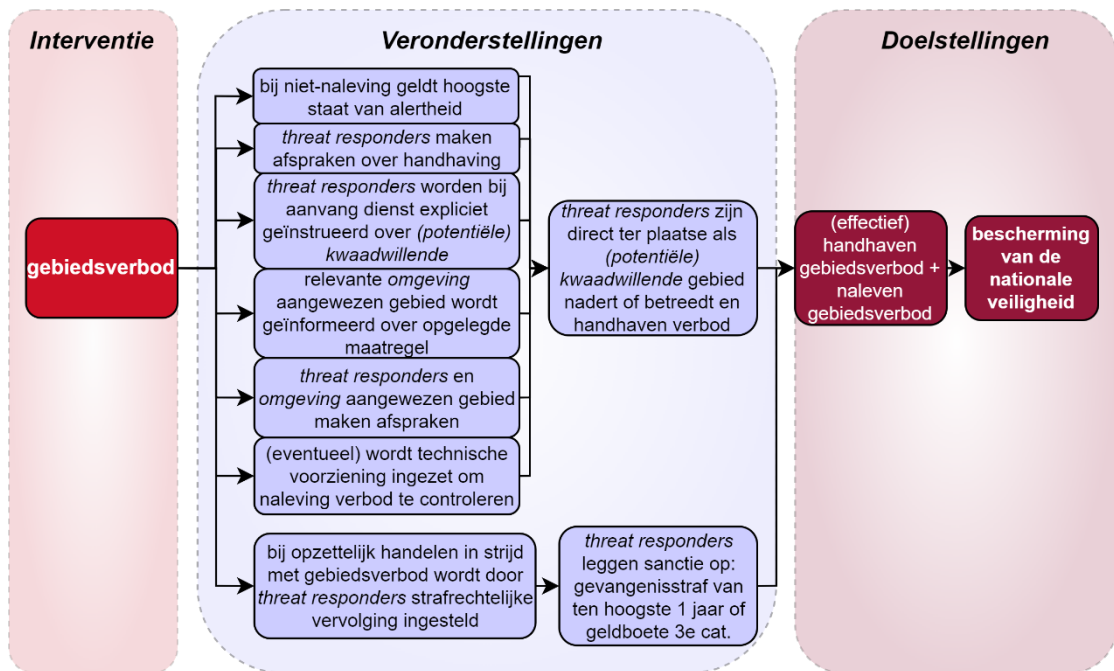 Interventie
Veronderstellingen
Doelstellingen
gebiedsverbod
bij niet-naleving geldt hoogste
staat van alertheid
threat responders maken
afspraken over handhaving
threat responders worden bij
aanvang dienst expliciet
geïnstrueerd over (potentiële)
kwaadwillende
relevante omgeving
aangewezen gebied wordt
geïnformeerd over opgelegde
maatregel
threat responders en
omgeving aangewezen gebied
maken afspraken
(eventueel) wordt technische
voorziening ingezet om
naleving verbod te controleren
bij opzettelijk handelen in strijd
met gebiedsverbod wordt door
threat responders strafrechtelijke
vervolging ingesteld
threat responders zijn
direct ter plaatse als
(potentiële)
kwaadwillende gebied
nadert of betreedt en
handhaven verbod
threat responders
leggen sanctie op:
gevangenisstraf van
ten hoogste 1 jaar of
geldboete 3e cat.
(effectief)
handhaven
gebiedsverbod +
naleven
gebiedsverbod
bescherming
van de
nationale
veiligheid